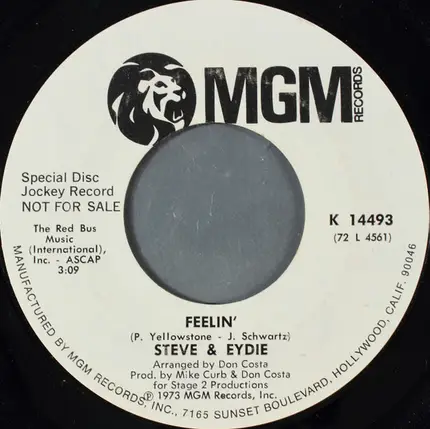 MGM
RECORDS
Special Disc
Jockey Record
NOT FOR SALE
The Red Bus
Music
(International),
Inc. - ASCAP
3:09
K 14493
(72 L 4561)
FEELIN'
(P. Yellowstone - J. Schwartz)
STEVE & EYDIE
Arranged by Don Costa
Prod. by Mike Curb & Don Costa
for Stage 2 Productions
℗ 1973 MGM Records, Inc.
MANUFACTURED BY MGM RECORDS, INC., 7165 SUNSET BOULEVARD, HOLLYWOOD, CALIF. 90046